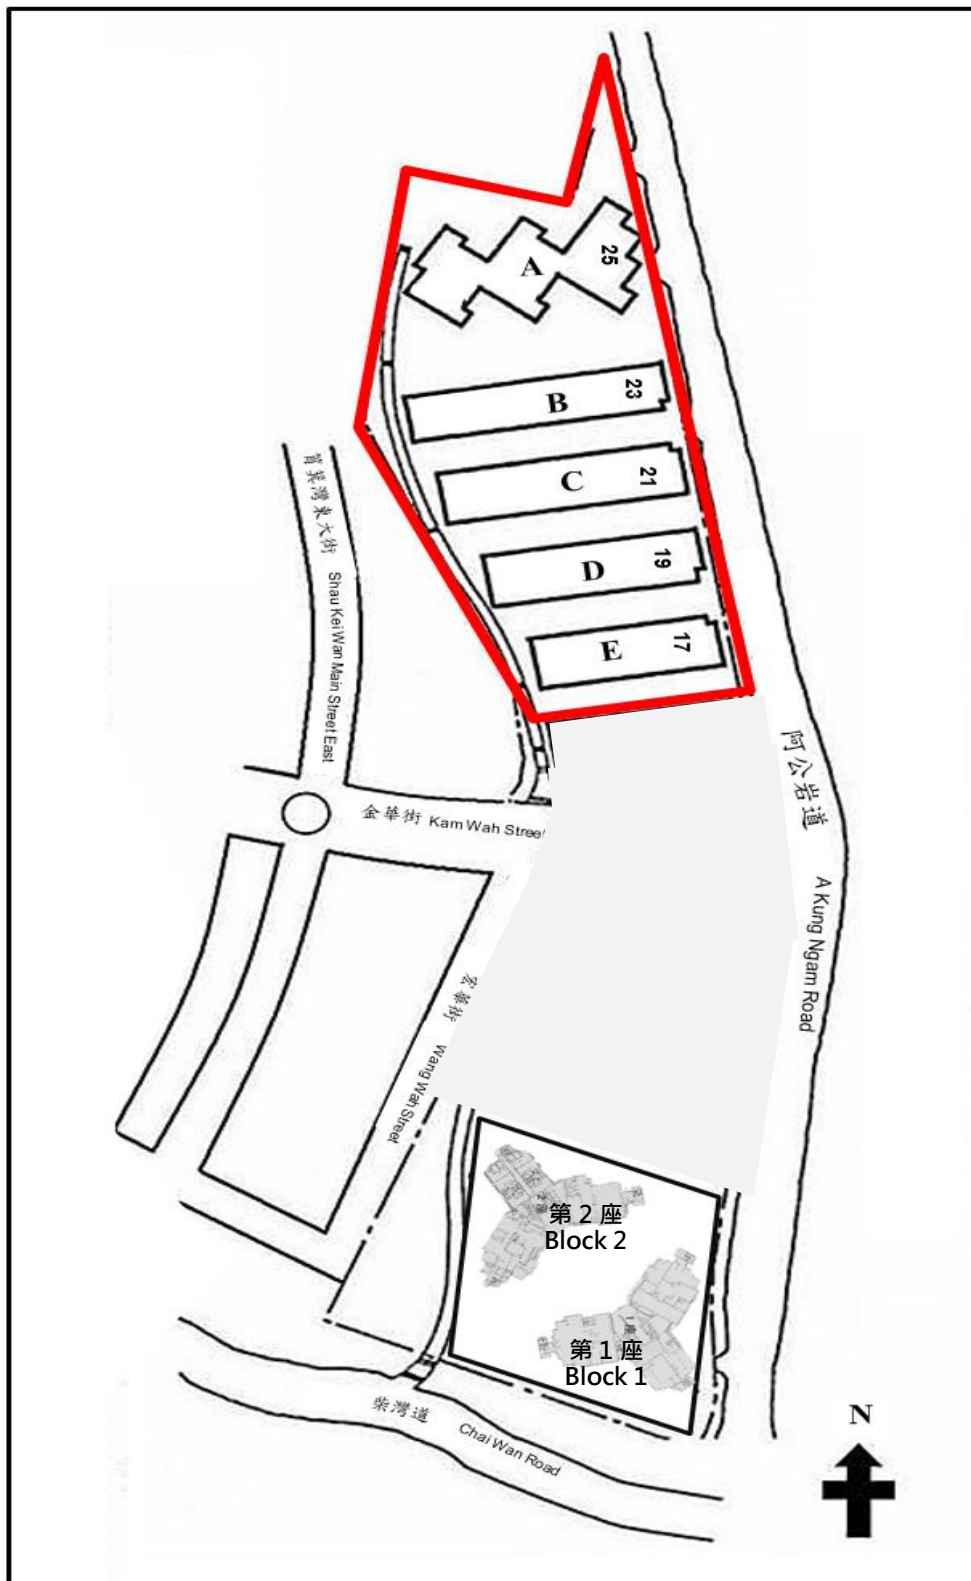 25
A
23
B
21
C
19
D
17
E
筲箕灣東大街 Shau Kei Wan Main Street East
阿公岩道 A Kung Ngam Road
金華街 Kam Wah Street
宏華街 Wang Wah Street
第 2 座
Block 2
第 1 座
Block 1
柴灣道 Chai Wan Road
N